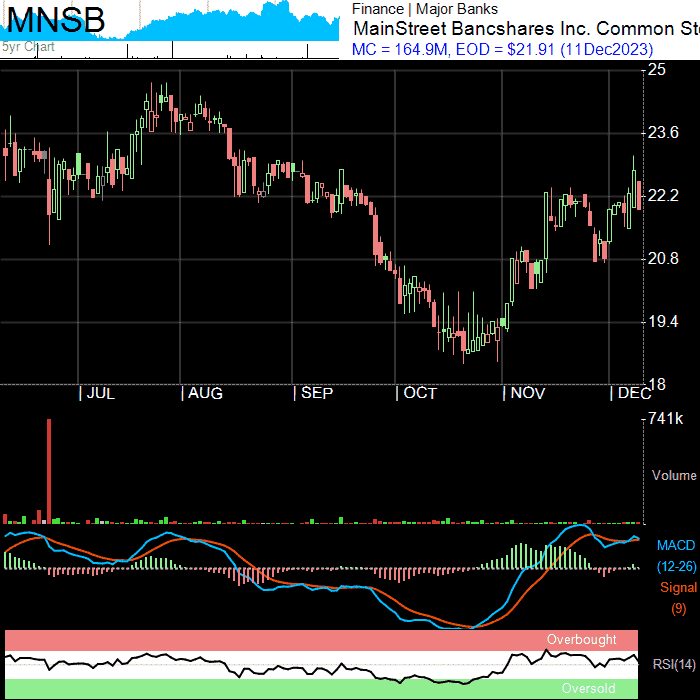 MNSB
5yr Chart
Finance | Major Banks
MainStreet Bancshares Inc. Common Sto
MC = 164.9M, EOD = $21.91 (11Dec2023)
25
23.6
22.2
20.8
19.4
18
| JUL | AUG | SEP | OCT | NOV | DEC
741k
Volume
MACD
(12-26)
Signal
(9)
Overbought
RSI(14)
Oversold